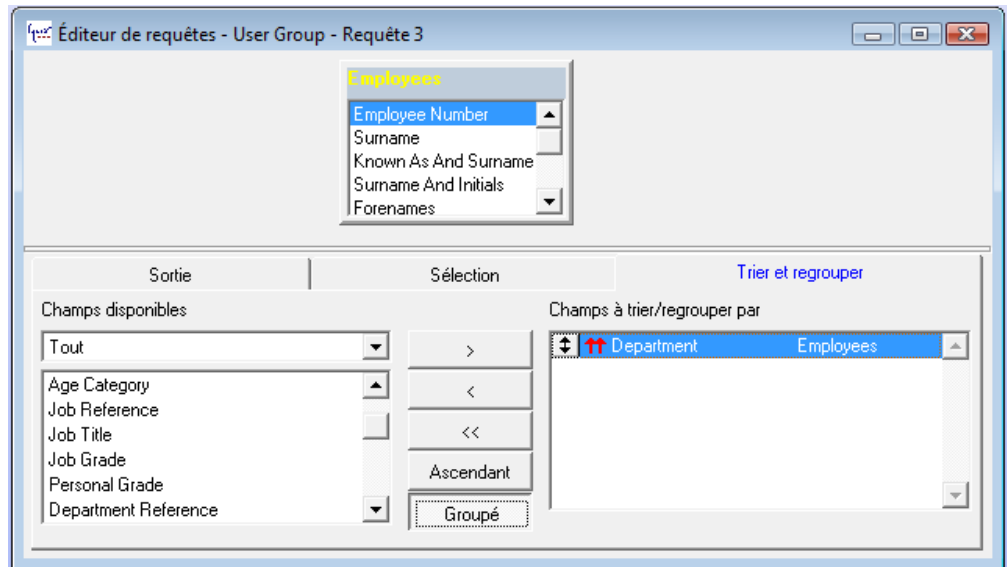 Éditeur de requêtes - User Group - Requête 3
Employees
Employee Number
Surname
Known As And Surname
Surname And Initials
Forenames
Sortie
Sélection
Trier et regrouper
Champs disponibles
Champs à trier/regrouper par
Tout
>
Department Employees
Age Category
Job Reference
Job Title
Job Grade
Personal Grade
Department Reference
<
<<
Ascendant
Groupé